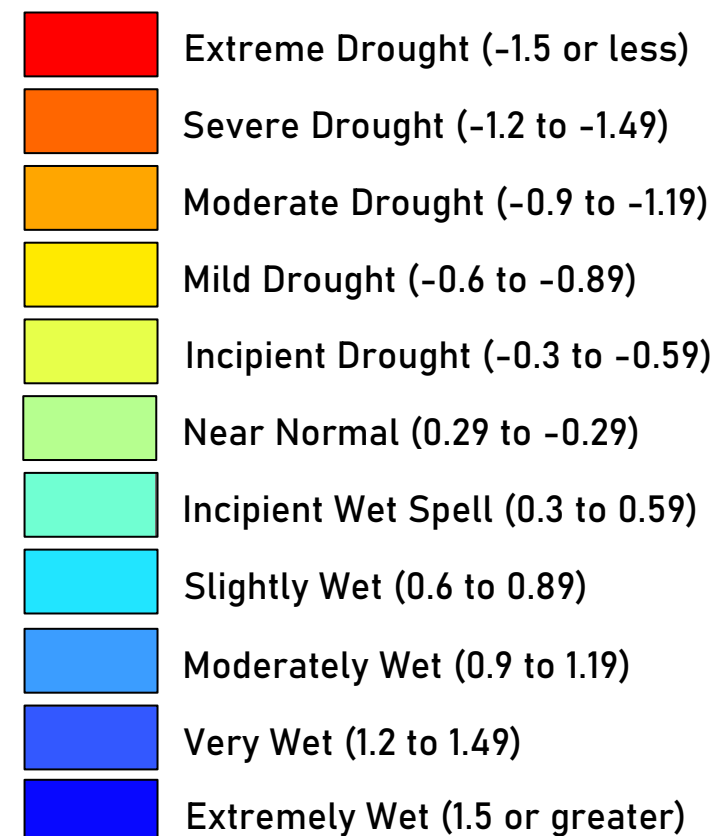 Extreme Drought (-1.5 or less)
Severe Drought (-1.2 to -1.49)
Moderate Drought (-0.9 to -1.19)
Mild Drought (-0.6 to -0.89)
Incipient Drought (-0.3 to -0.59)
Near Normal (0.29 to -0.29)
Incipient Wet Spell (0.3 to 0.59)
Slightly Wet (0.6 to 0.89)
Moderately Wet (0.9 to 1.19)
Very Wet (1.2 to 1.49)
Extremely Wet (1.5 or greater)